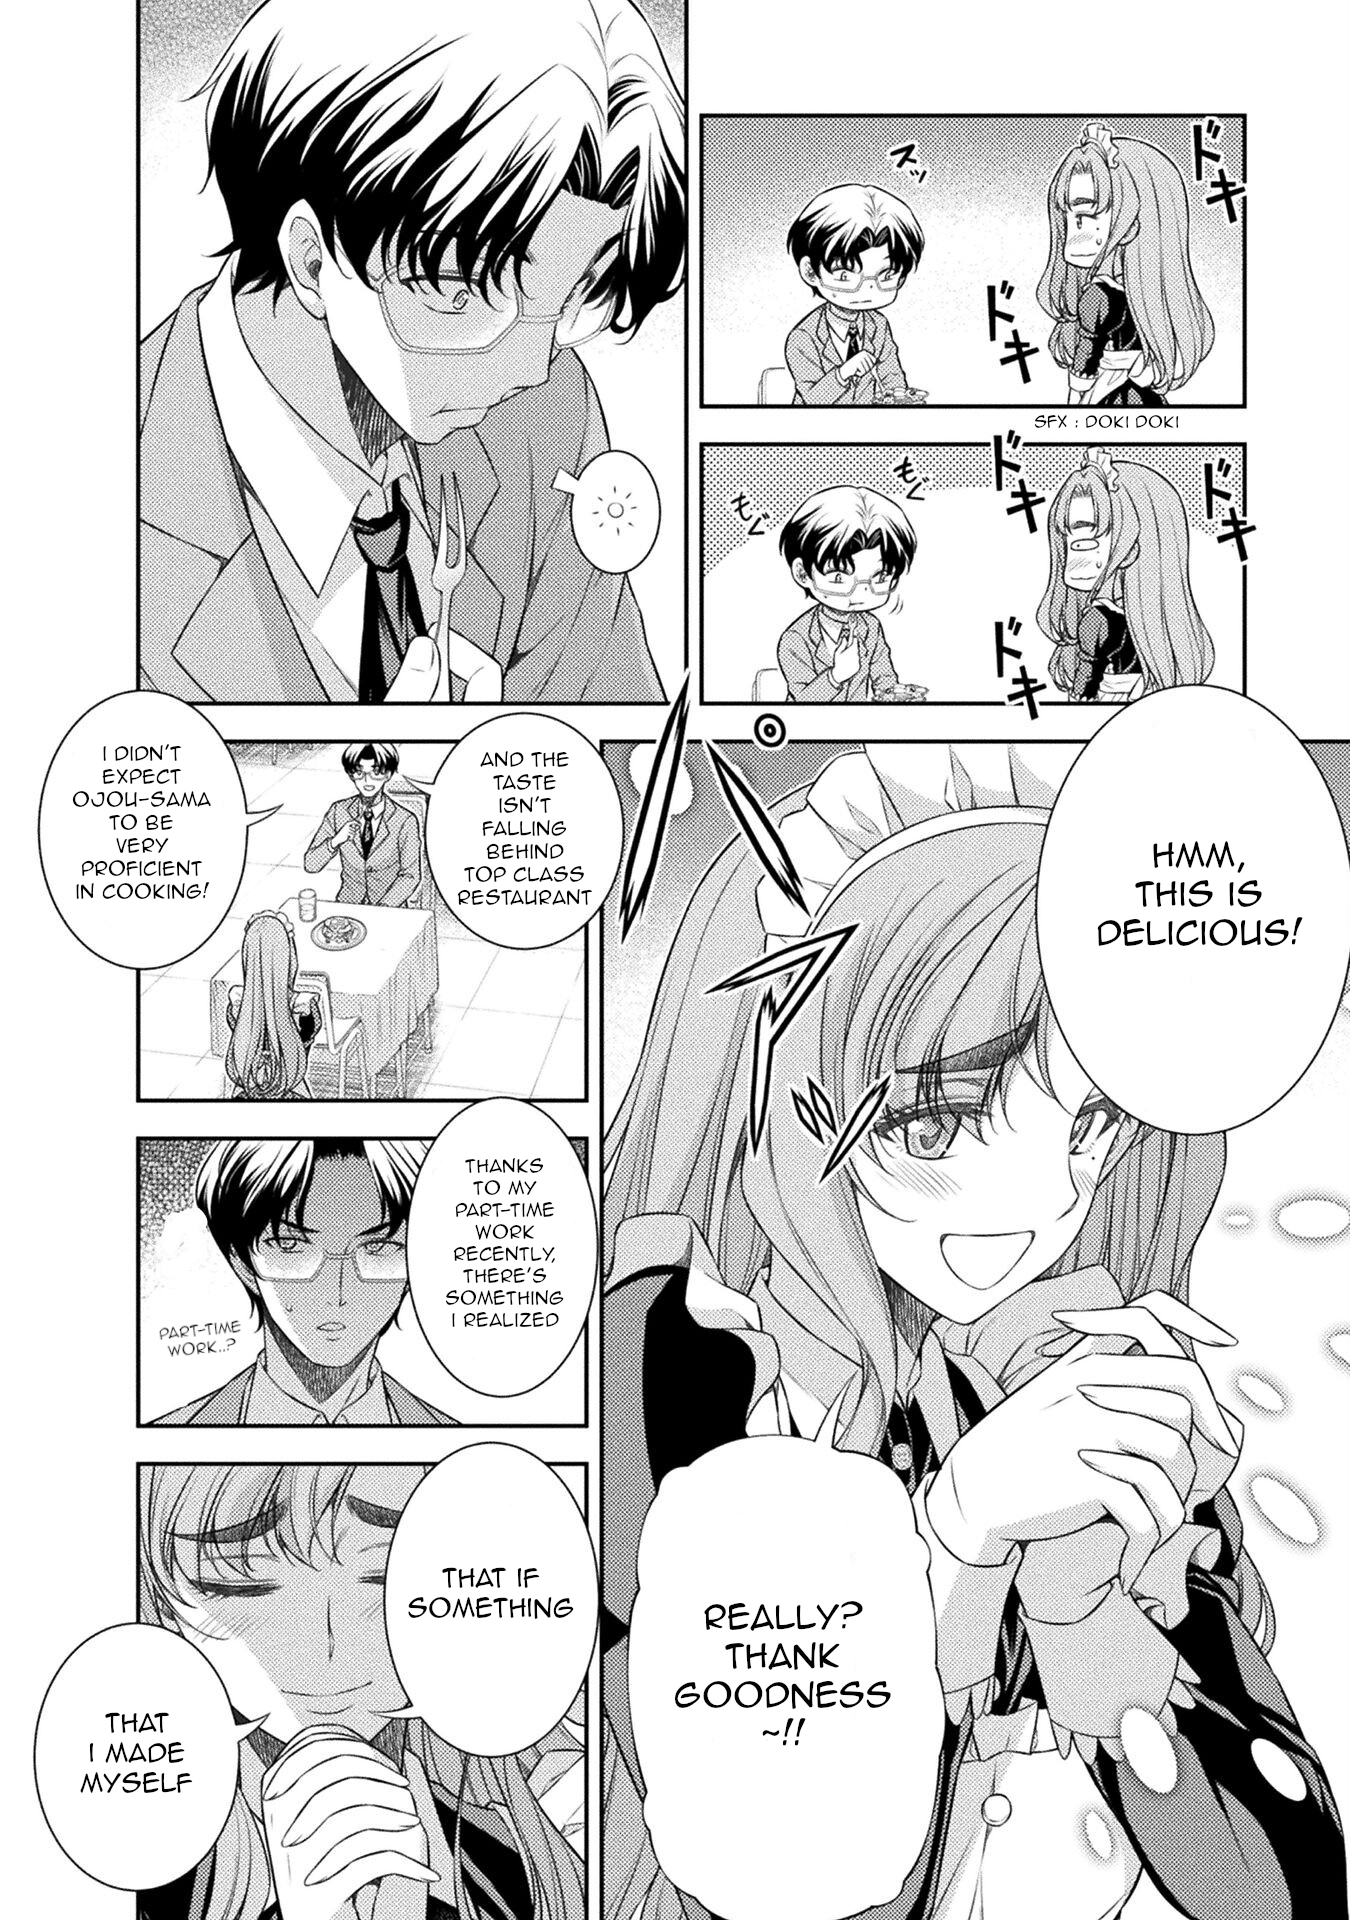 スッ
ドキ
ドキ
SFX : DOKI DOKI
もぐ
もぐ
ドキ
ドキ
ドキ
HMM,
THIS IS
DELICIOUS!
REALLY?
THANK
GOODNESS
~!!
AND THE
TASTE
ISN'T
FALLING
BEHIND
TOP CLASS
RESTAURANT
I DIDN'T
EXPECT
OJOU-SAMA
TO BE
VERY
PROFICIENT
IN COOKING!
THANKS
TO MY
PART-TIME
WORK
RECENTLY,
THERE'S
SOMETHING
I REALIZED
PART-TIME
WORK..?
THAT IF
SOMETHING
THAT
I MADE
MYSELF